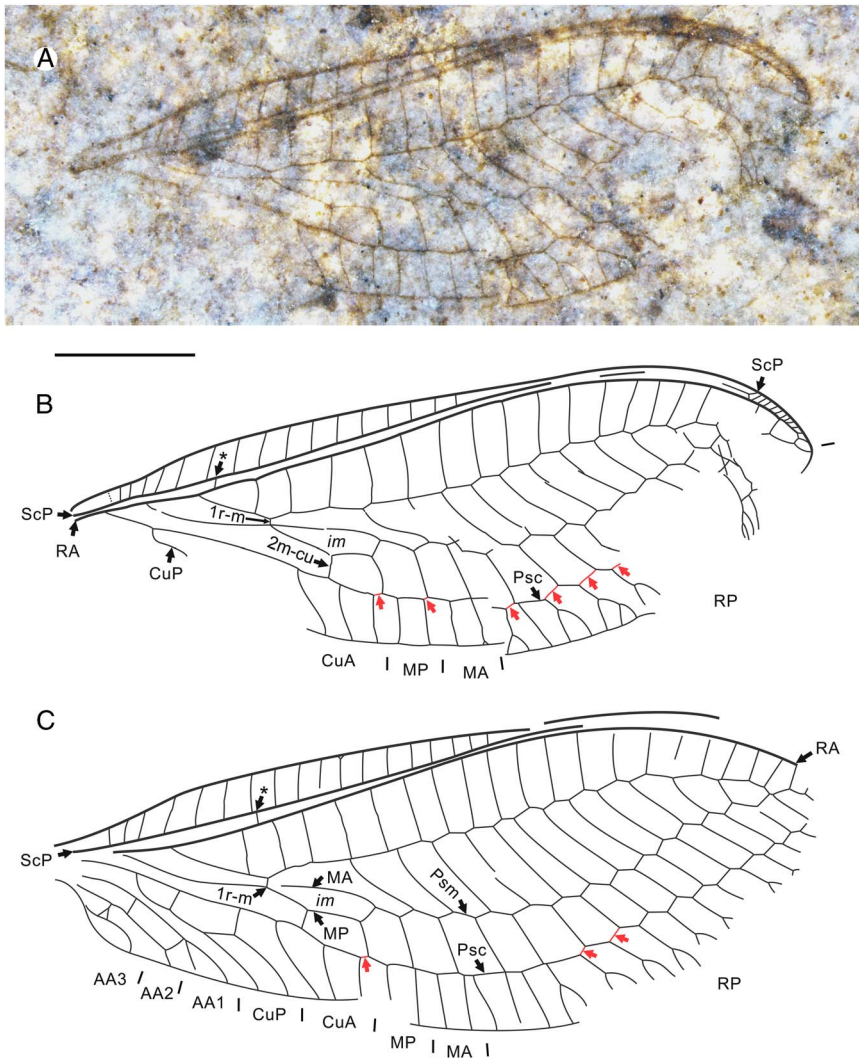 A
B
ScP
*
ScP
1r-m
im
RA
2m-cu
CuP
Psc
RP
CuA
MP
MA
C
RA
*
ScP
MA
Psm
1r-m
im
MP
Psc
AA3
AA2
AA1
CuP
CuA
MP
MA
RP